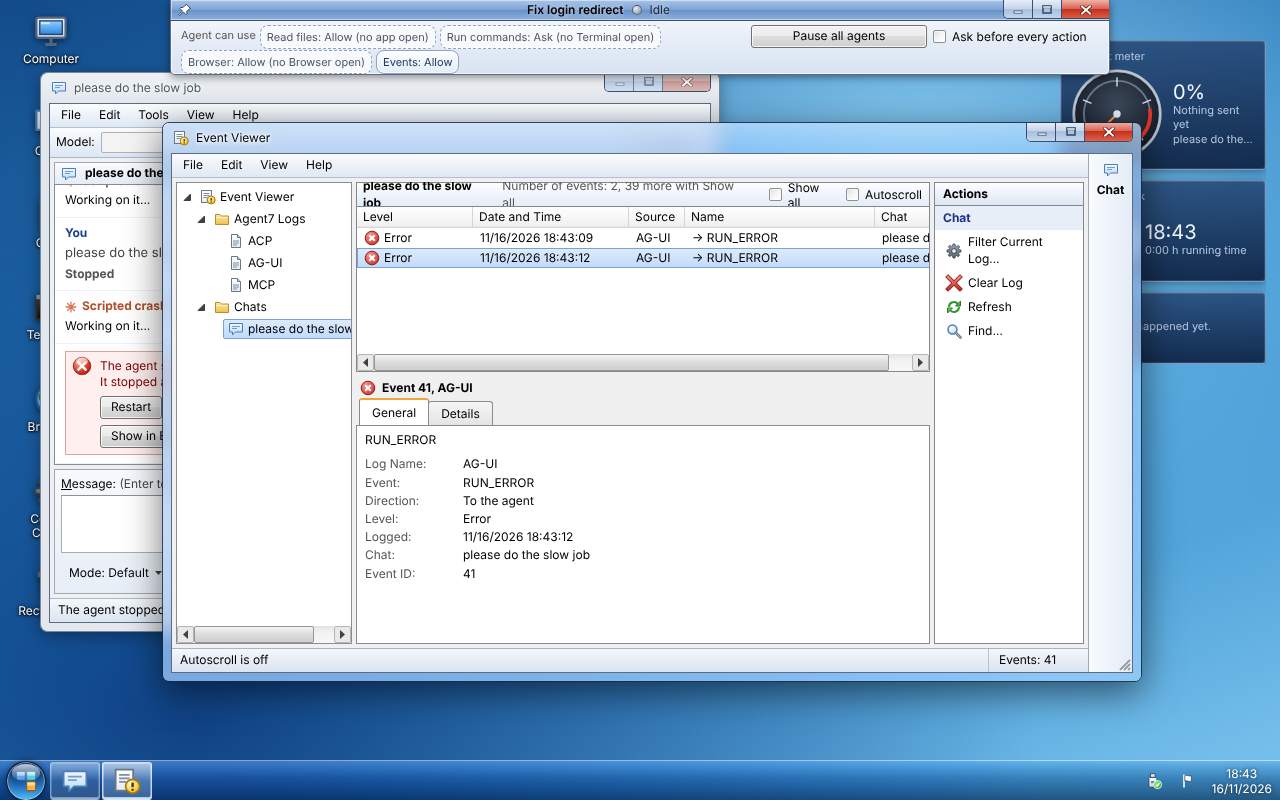 Fix login redirect Idle
Agent can use Read files: Allow (no app open) Run commands: Ask (no Terminal open)
Browser: Allow (no Browser open) Events: Allow
Pause all agents Ask before every action
Computer
meter
0%
Nothing sent
yet
please do the...
18:43
0:00 h running time
appened yet.
please do the slow job
File Edit Tools View Help
Model:
please do the
Working on it...
You
please do the sl
Stopped
Scripted cras
Working on it...
The agent
It stopped
Restart
Show in
Message: (Enter to
Mode: Default
The agent stopped
Event Viewer
File Edit View Help
Event Viewer
Agent7 Logs
ACP
AG-UI
MCP
Chats
please do the slow
please do the slow job Number of events: 2, 39 more with Show all Show all Autoscroll
Level Date and Time Source Name Chat
Error 11/16/2026 18:43:09 AG-UI → RUN_ERROR please d
Error 11/16/2026 18:43:12 AG-UI → RUN_ERROR please d
Event 41, AG-UI
General Details
RUN_ERROR
Log Name: AG-UI
Event: RUN_ERROR
Direction: To the agent
Level: Error
Logged: 11/16/2026 18:43:12
Chat: please do the slow job
Event ID: 41
Actions
Chat
Filter Current
Log...
Clear Log
Refresh
Find...
Chat
Autoscroll is off Events: 41
18:43
16/11/2026